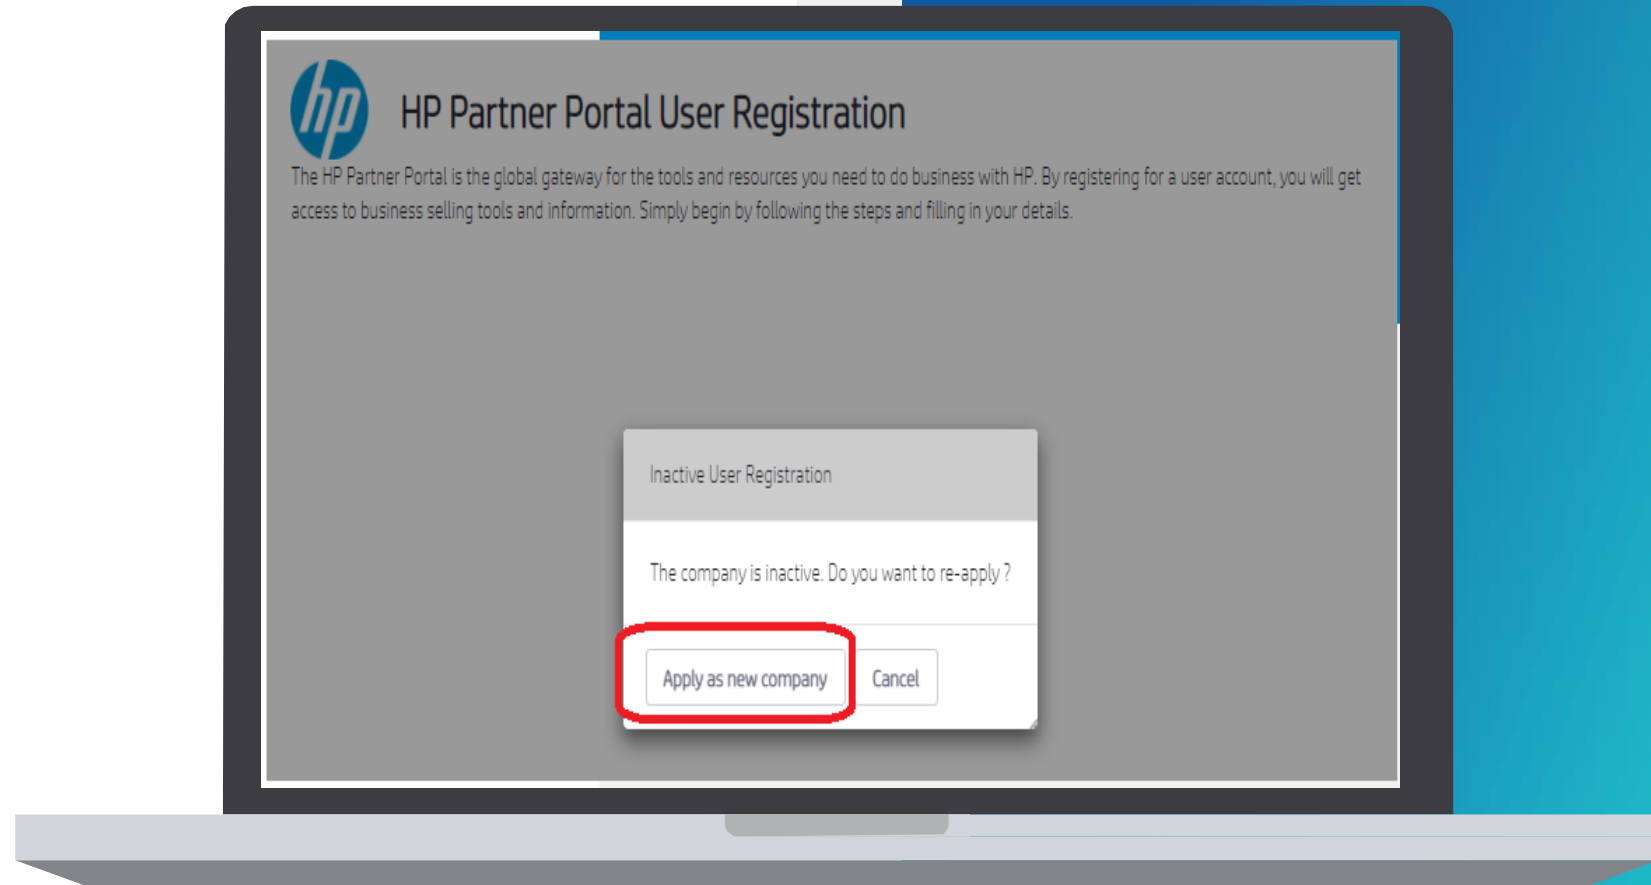 hp
HP Partner Portal User Registration
The HP Partner Portal is the global gateway for the tools and resources you need to do business with HP. By registering for a user account, you will get
access to business selling tools and information. Simply begin by following the steps and filling in your details.
Inactive User Registration
The company is inactive. Do you want to re-apply ?
Apply as new company
Cancel